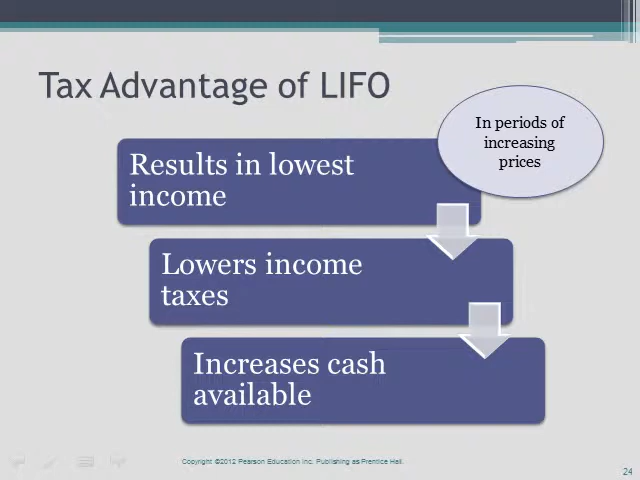 Tax Advantage of LIFO
In periods of
increasing
prices
Results in lowest
income
Lowers income
taxes
Increases cash
available
Copyright ©2012 Pearson Education Inc. Publishing as Prentice Hall.
24